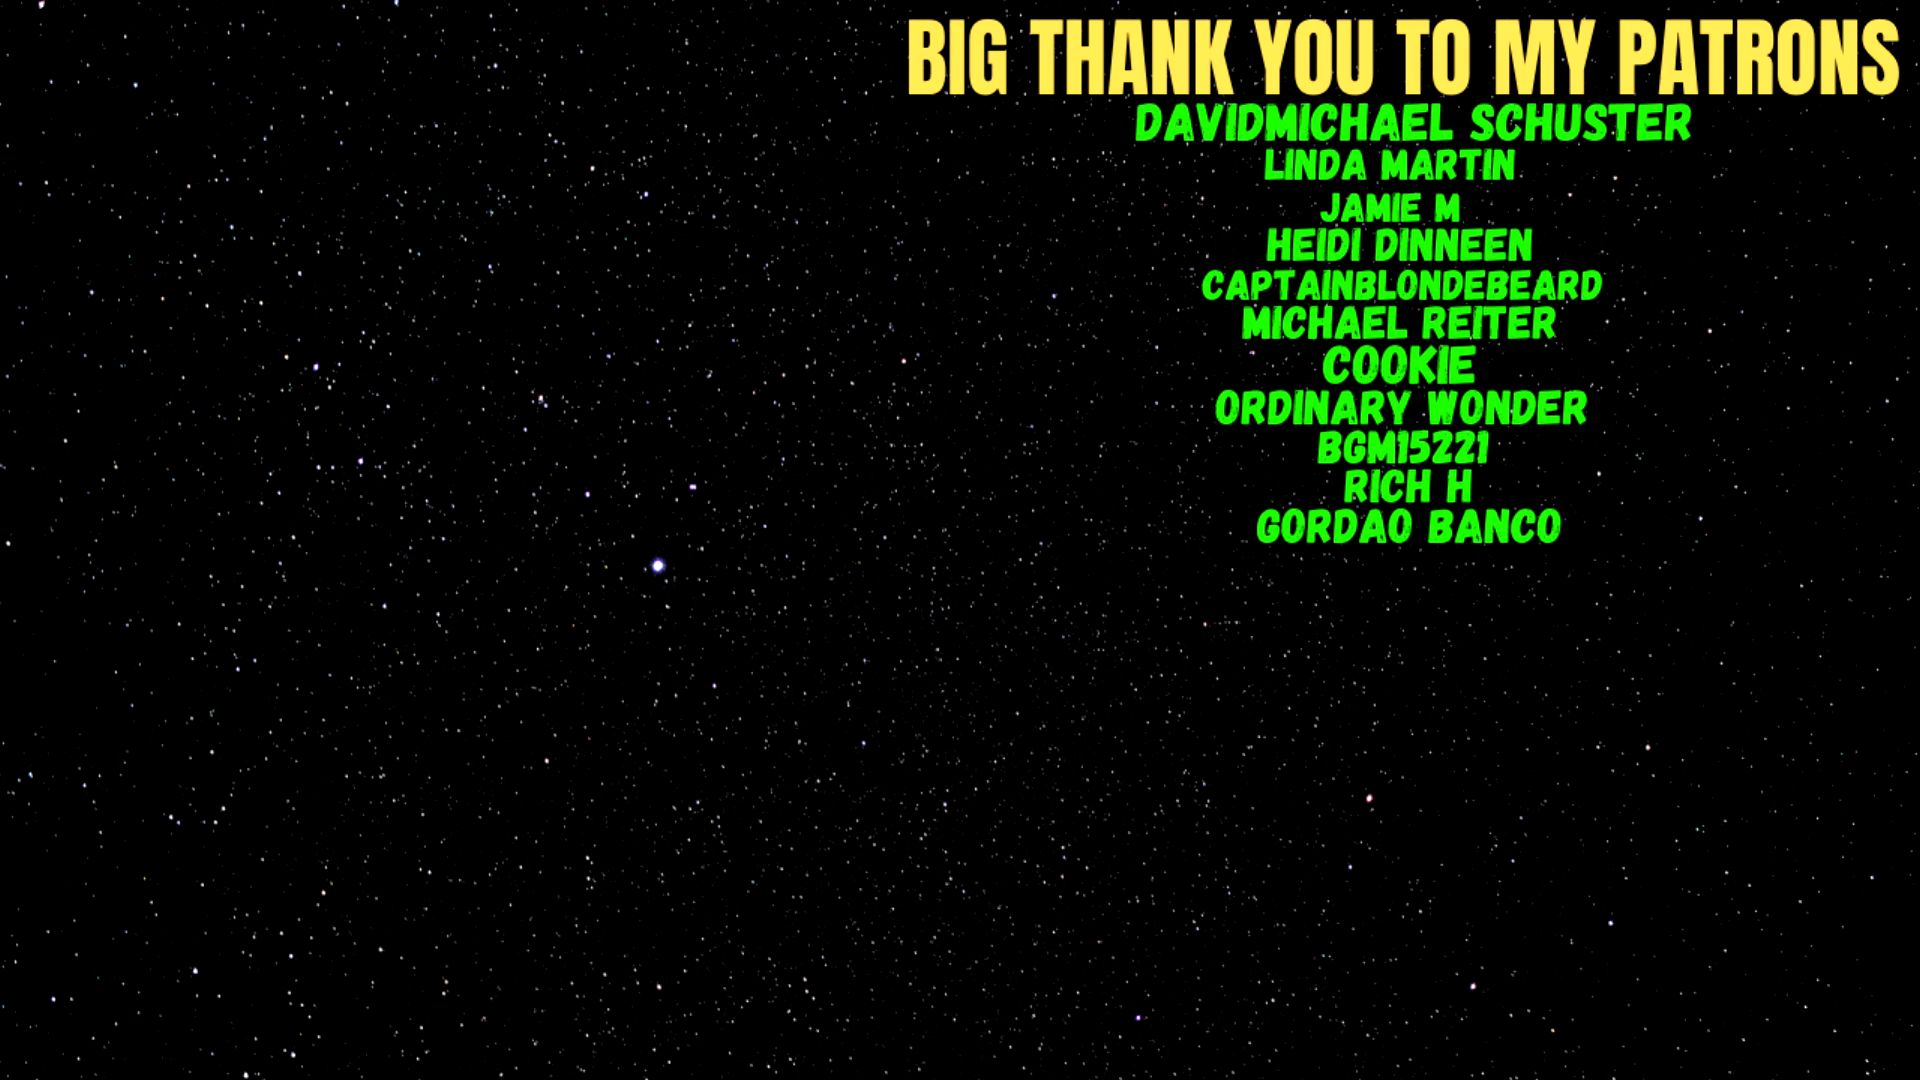 BIG THANK YOU TO MY PATRONS
DAVIDMICHAEL SCHUSTER
LINDA MARTIN
JAMIE M
HEIDI DINNEEN
CAPTAINBLONDEBEARD
MICHAEL REITER
COOKIE
ORDINARY WONDER
BGM15221
RICH H
GORDAO BANCO